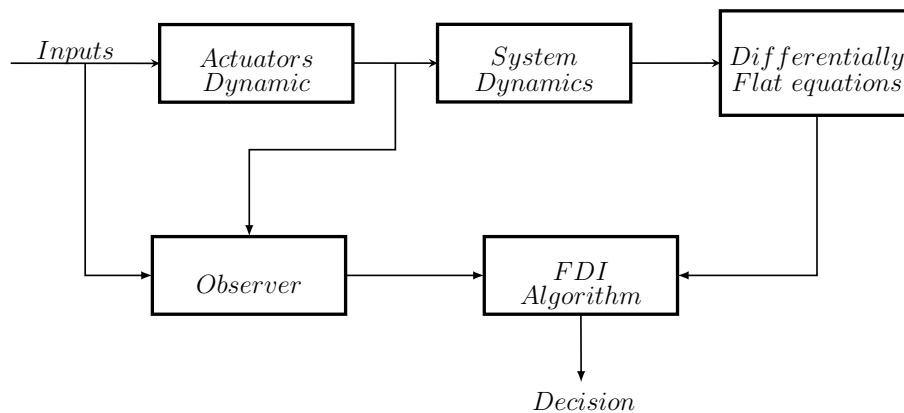 Inputs
Actuators
Dynamic
System
Dynamics
Differentially
Flat equations
Observer
FDI
Algorithm
Decision